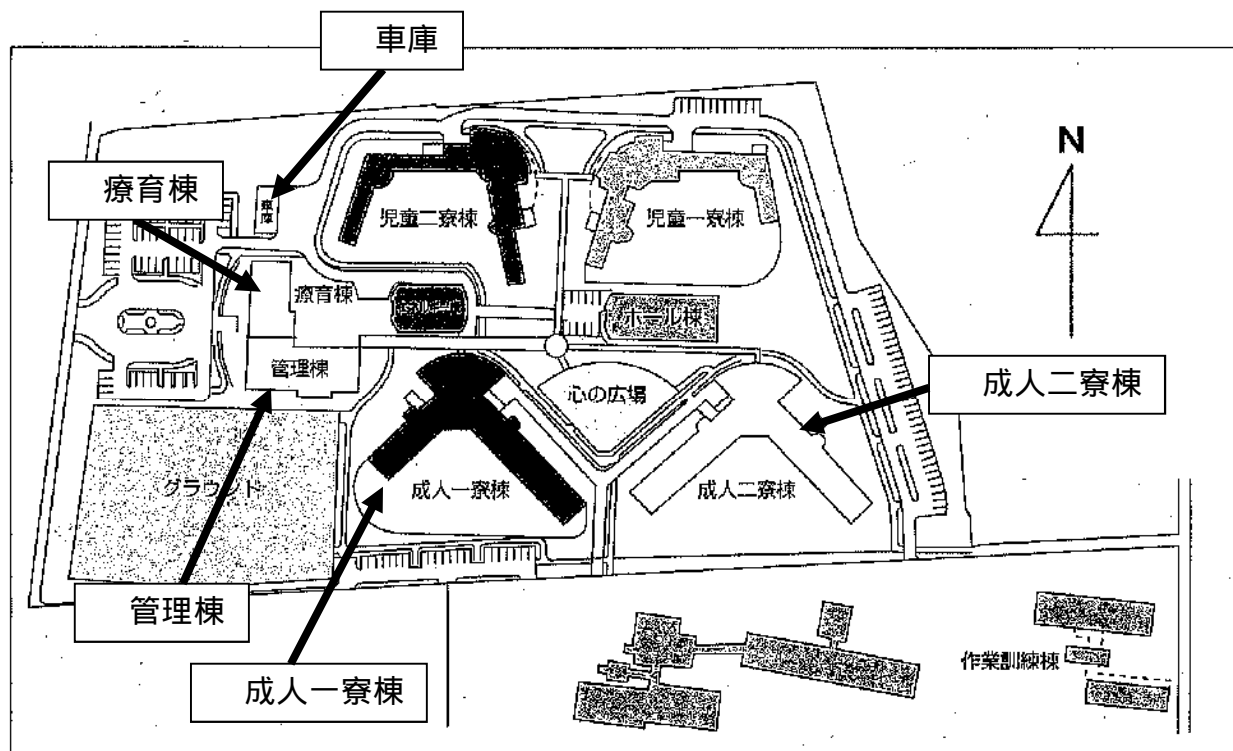 車庫
N
療育棟
車庫
児童二寮棟
児童一寮棟
療育棟
ホール棟
管理棟
心の広場
成人二寮棟
グラウンド
成人一寮棟
成人二寮棟
管理棟
成人一寮棟
作業訓練棟